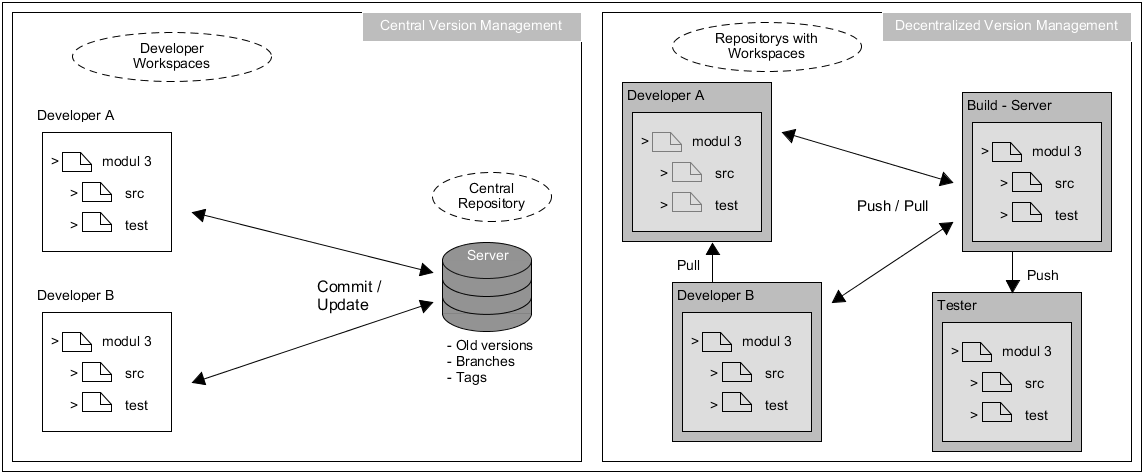 Central Version Management
Developer
Workspaces
Developer A
> modul 3
> src
> test
Developer B
> modul 3
> src
> test
Commit /
Update
Central
Repository
Server
- Old versions
- Branches
- Tags
Decentralized Version Management
Repositorys with
Workspaces
Developer A
> modul 3
> src
> test
Build - Server
> modul 3
> src
> test
Push / Pull
Pull
Push
Developer B
> modul 3
> src
> test
Tester
> modul 3
> src
> test